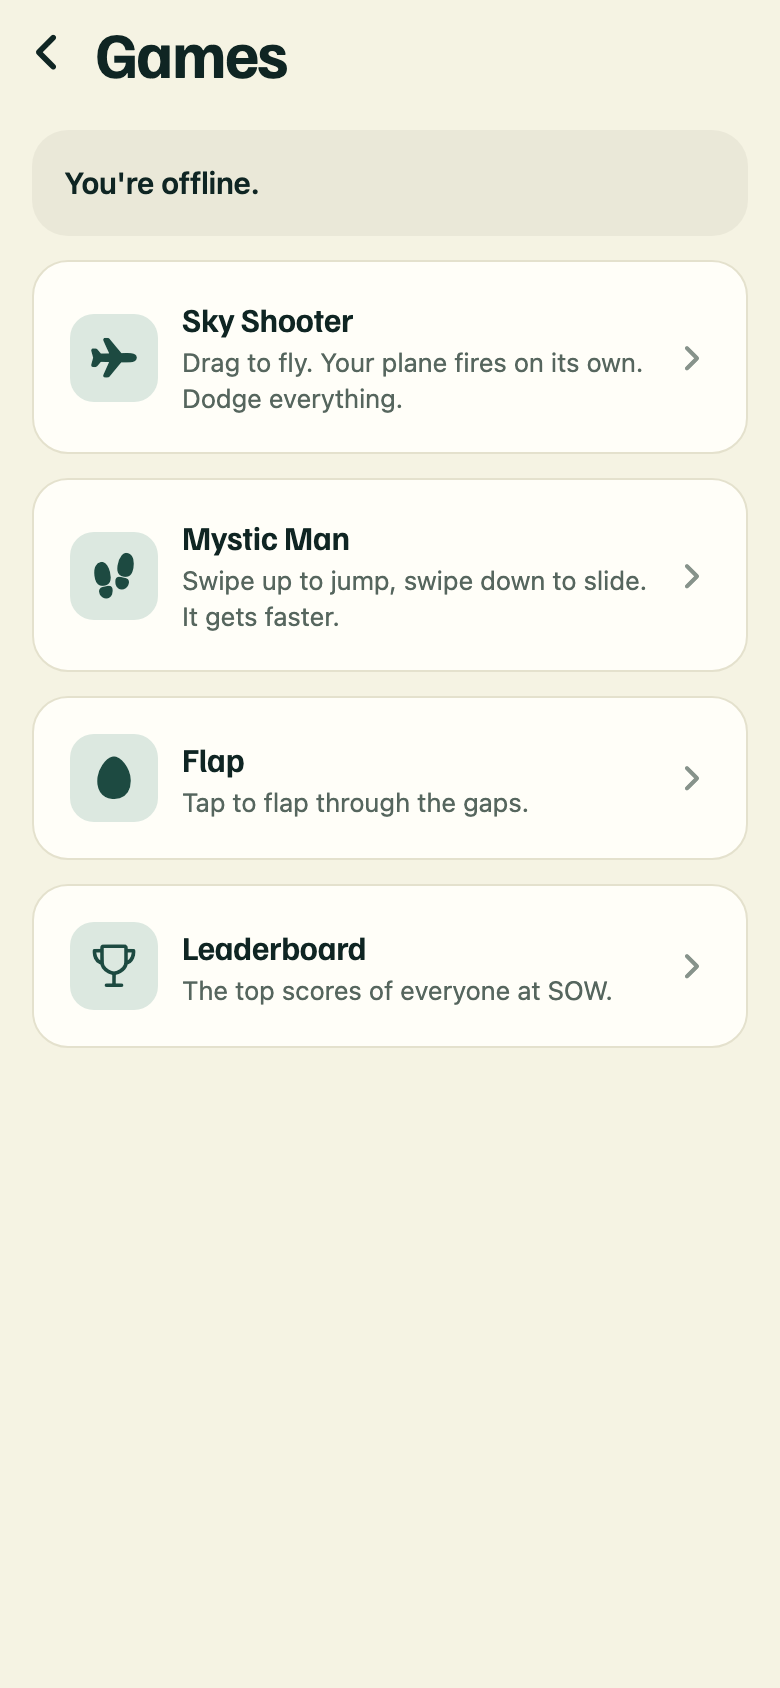 Games
You're offline.
Sky Shooter
Drag to fly. Your plane fires on its own.
Dodge everything.
Mystic Man
Swipe up to jump, swipe down to slide.
It gets faster.
Flap
Tap to flap through the gaps.
Leaderboard
The top scores of everyone at SOW.